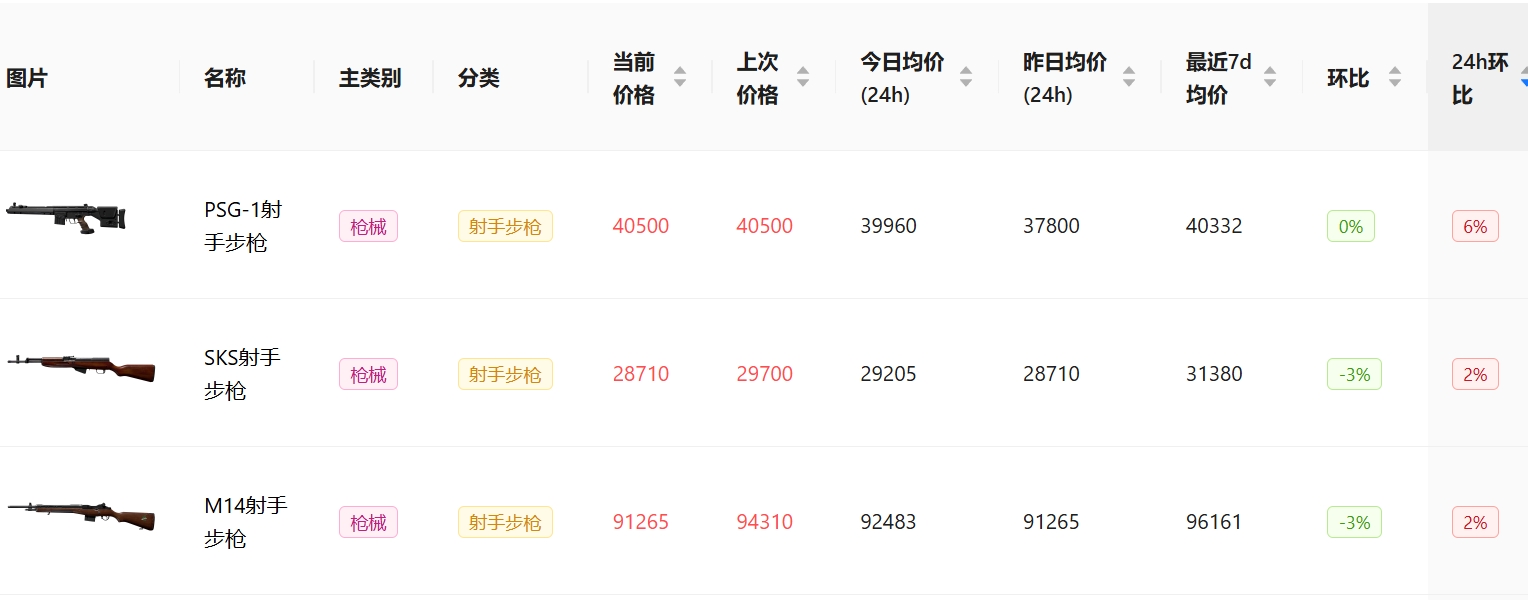 图片 名称 主类别 分类 当前价格 上次价格 今日均价(24h) 昨日均价(24h) 最近7d均价 环比 24h环比
PSG-1射手步枪 枪械 射手步枪 40500 40500 39960 37800 40332 0% 6%
SKS射手步枪 枪械 射手步枪 28710 29700 29205 28710 31380 -3% 2%
M14射手步枪 枪械 射手步枪 91265 94310 92483 91265 96161 -3% 2%